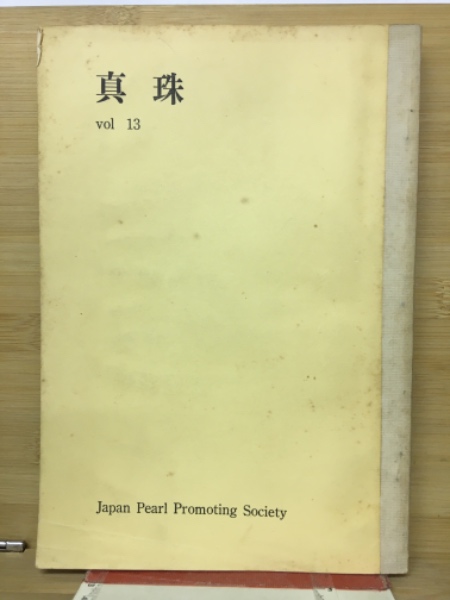 真珠
vol 13
Japan Pearl Promoting Society